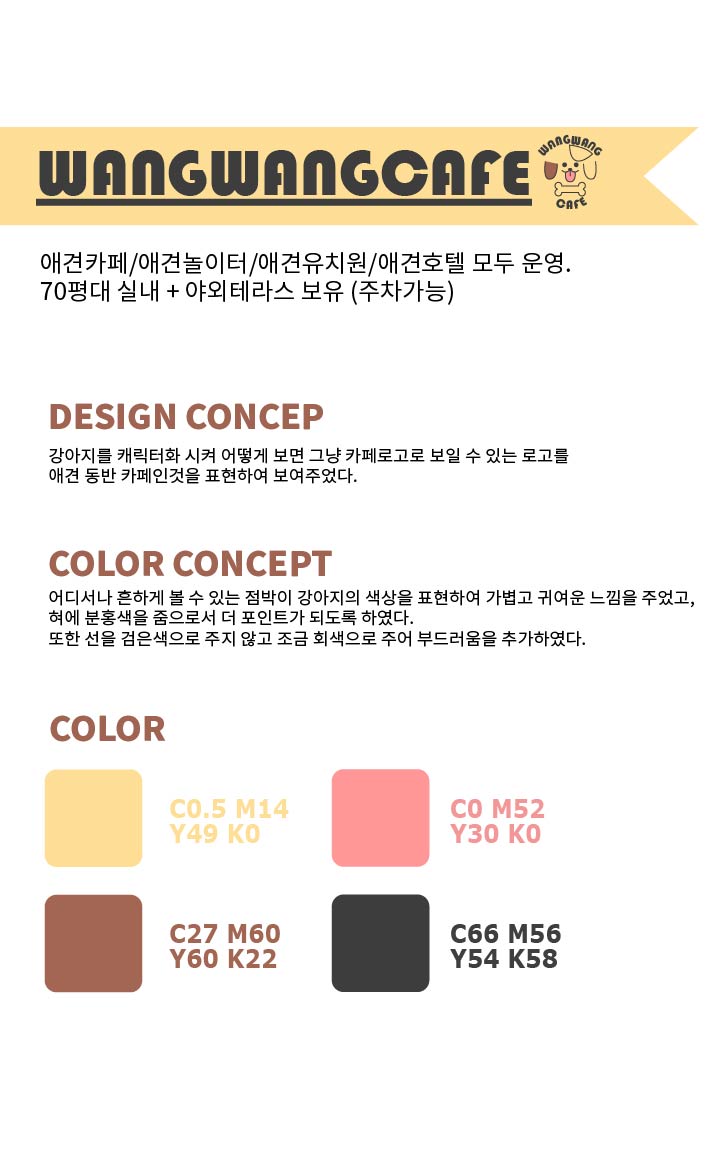 WANGWANGCAFE
WANGWANG
CAFE
애견카페/애견놀이터/애견유치원/애견호텔 모두 운영.
70평대 실내 + 야외테라스 보유 (주차가능)
DESIGN CONCEP
강아지를 캐릭터화 시켜 어떻게 보면 그냥 카페로고로 보일 수 있는 로고를
애견 동반 카페인것을 표현하여 보여주었다.
COLOR CONCEPT
어디서나 흔하게 볼 수 있는 점박이 강아지의 색상을 표현하여 가볍고 귀여운 느낌을 주었고,
혀에 분홍색을 줌으로서 더 포인트가 되도록 하였다.
또한 선을 검은색으로 주지 않고 조금 회색으로 주어 부드러움을 추가하였다.
COLOR
C0.5 M14
Y49 K0
C0 M52
Y30 K0
C27 M60
Y60 K22
C66 M56
Y54 K58